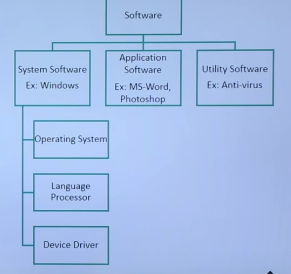 Software
System Software
Ex: Windows
Application
Software
Ex: MS-Word,
Photoshop
Utility Software
Ex: Anti-virus
Operating System
Language
Processor
Device Driver